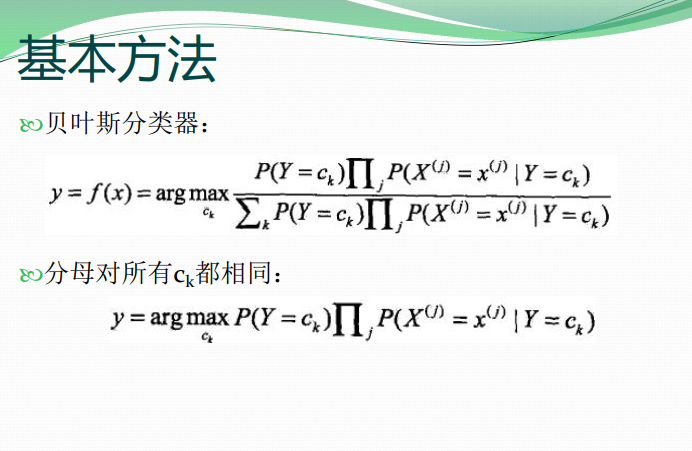 基本方法
贝叶斯分类器：
y = f(x) = arg max_{c_k} \frac{P(Y = c_k)∏_j P(X^{(j)} = x^{(j)} | Y = c_k)}{∑_k P(Y = c_k)∏_j P(X^{(j)} = x^{(j)} | Y = c_k)}
分母对所有c_k都相同：
y = arg max_{c_k} P(Y = c_k)∏_j P(X^{(j)} = x^{(j)} | Y = c_k)